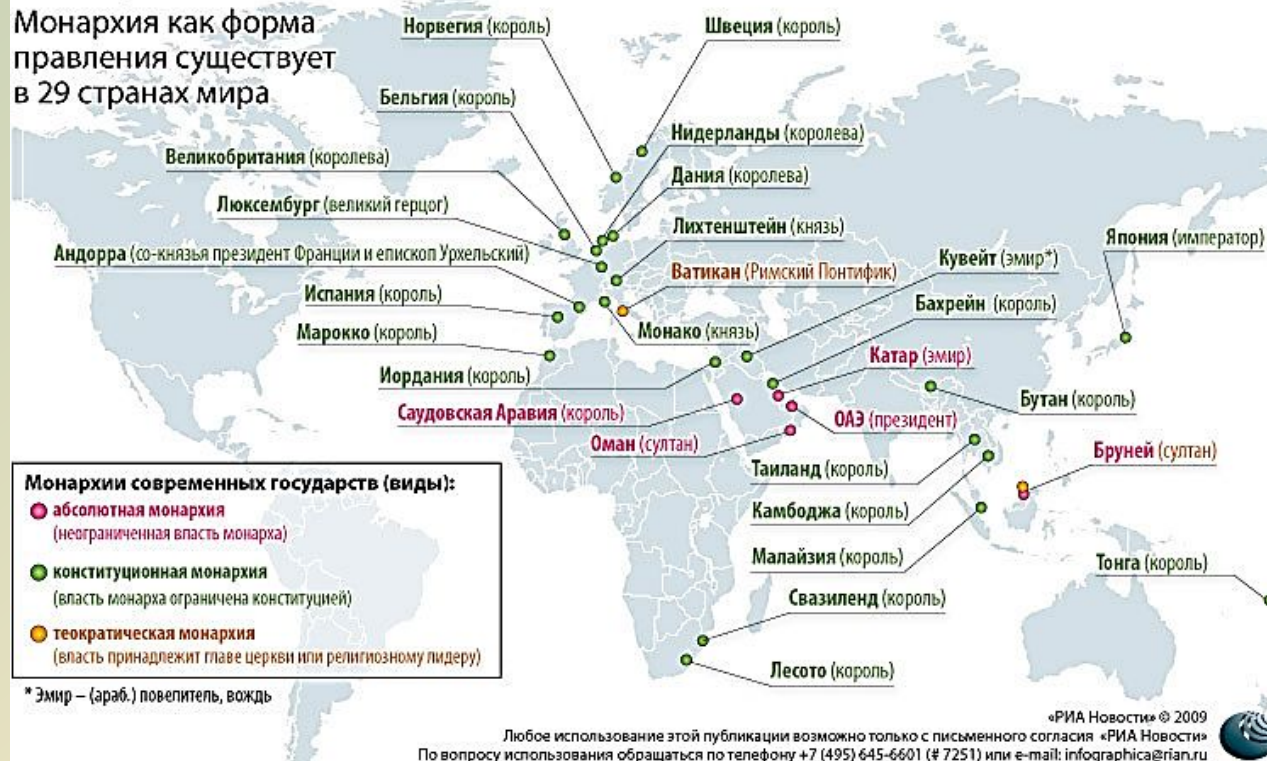 Монархия как форма
правления существует
в 29 странах мира
Норвегия (король)
Швеция (король)
Бельгия (король)
Нидерланды (королева)
Великобритания (королева)
Дания (королева)
Люксембург (великий герцог)
Лихтенштейн (князь)
Япония (император)
Андорра (со-князья президент Франции и епископ Урхельский)
Кувейт (эмир*)
Ватикан (Римский Понтифик)
Испания (король)
Бахрейн (король)
Марокко (король)
Монако (князь)
Катар (эмир)
Иордания (король)
Бутан (король)
Саудовская Аравия (король)
ОАЭ (президент)
Оман (султан)
Бруней (султан)
Таиланд (король)
Камбоджа (король)
Малайзия (король)
Тонга (король)
Свазиленд (король)
Лесото (король)
Монархии современных государств (виды):
абсолютная монархия
(неограниченная власть монарха)
конституционная монархия
(власть монарха ограничена конституцией)
теократическая монархия
(власть принадлежит главе церкви или религиозному лидеру)
* Эмир – (араб.) повелитель, вождь
«РИА Новости» © 2009
Любое использование этой публикации возможно только с письменного согласия «РИА Новости»
По вопросу использования обращаться по телефону +7 (495) 645-6601 (# 7251) или e-mail: infographica@rian.ru